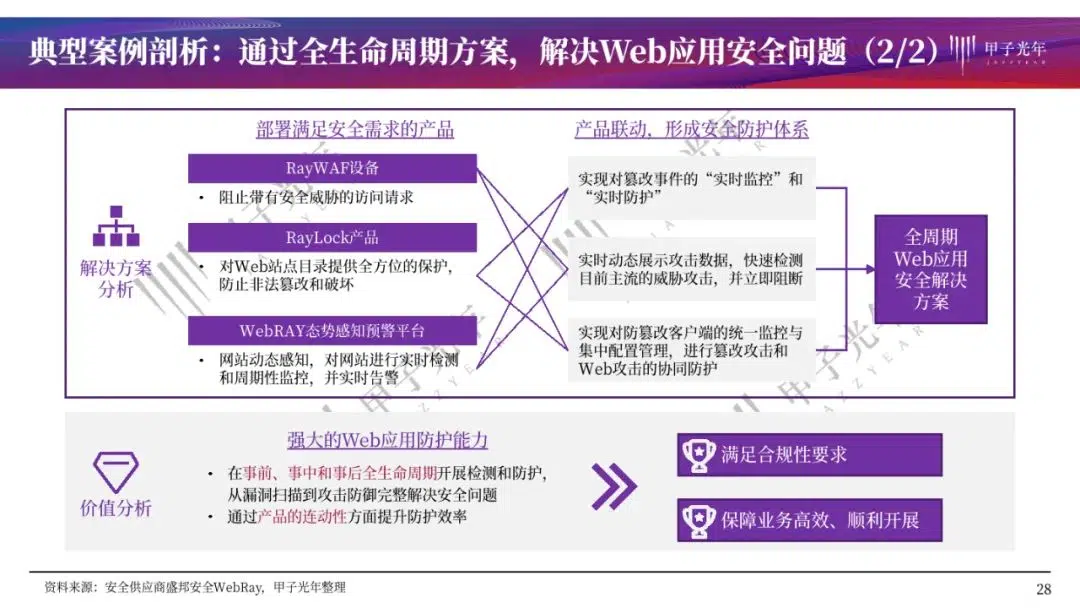 典型案例剖析：通过全生命周期方案，解决Web应用安全问题（2/2）
甲子光年
JAZZYEAR
部署满足安全需求的产品
产品联动，形成安全防护体系
解决方案
分析
RayWAF设备
• 阻止带有安全威胁的访问请求
RayLock产品
• 对Web站点目录提供全方位的保护，
防止非法篡改和破坏
WebRAY态势感知预警平台
• 网站动态感知，对网站进行实时检测
和周期性监控，并实时告警
实现对篡改事件的“实时监控”和
“实时防护”
实时动态展示攻击数据，快速检测
目前主流的威胁攻击，并立即阻断
实现对防篡改客户端的统一监控与
集中配置管理，进行篡改攻击和
Web攻击的协同防护
全周期
Web应用
安全解决
方案
价值分析
强大的Web应用防护能力
• 在事前、事中和事后全生命周期开展检测和防护，
从漏洞扫描到攻击防御完整解决安全问题
• 通过产品的连动性方面提升防护效率
满足合规性要求
保障业务高效、顺利开展
资料来源：安全供应商盛邦安全WebRay，甲子光年整理
28